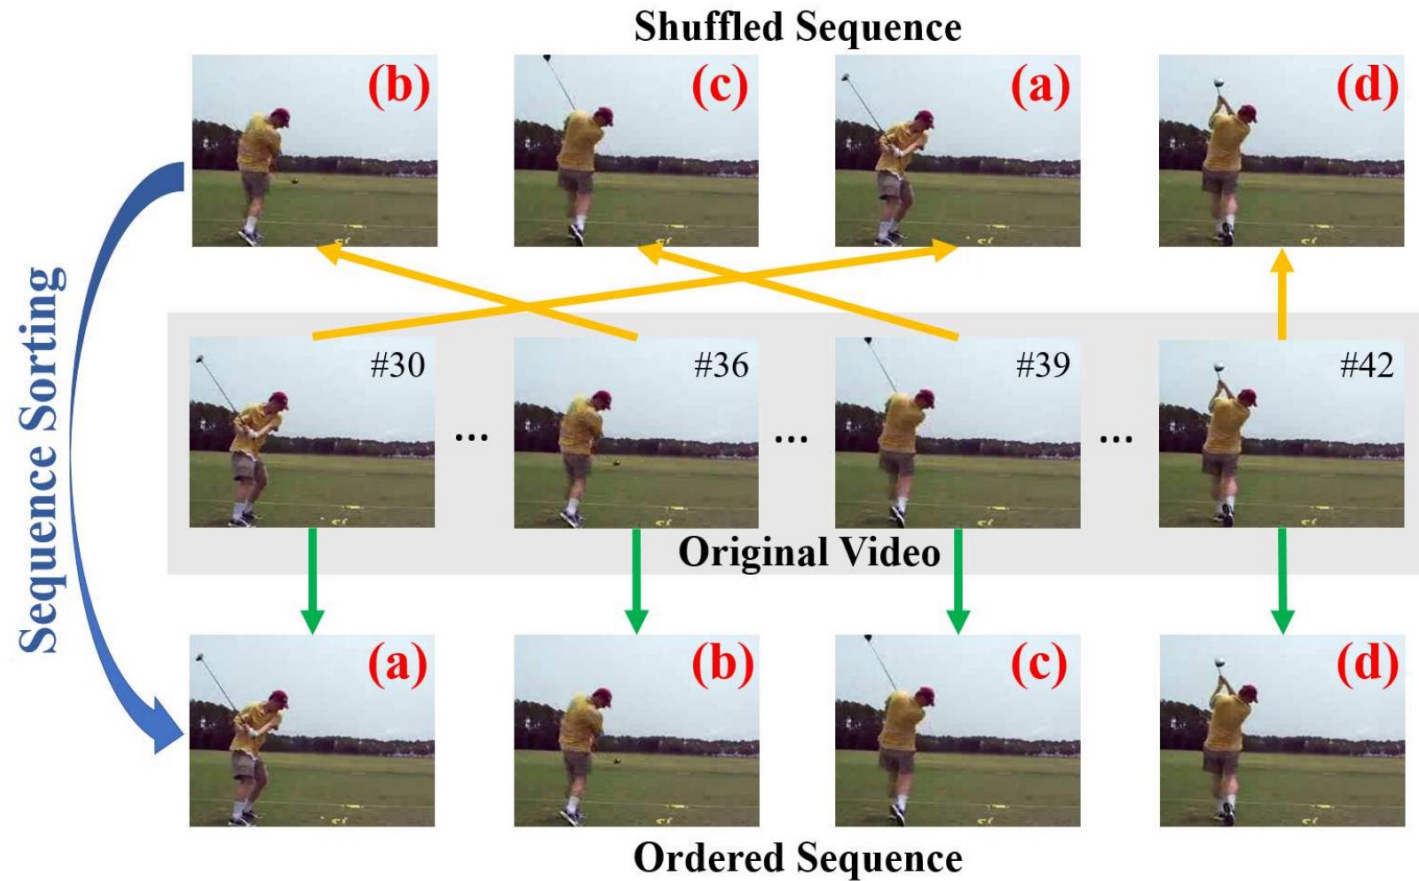 Shuffled Sequence
(b) (c) (a) (d)
Sequence Sorting
#30 ... #36 ... #39 ... #42
Original Video
(a) (b) (c) (d)
Ordered Sequence